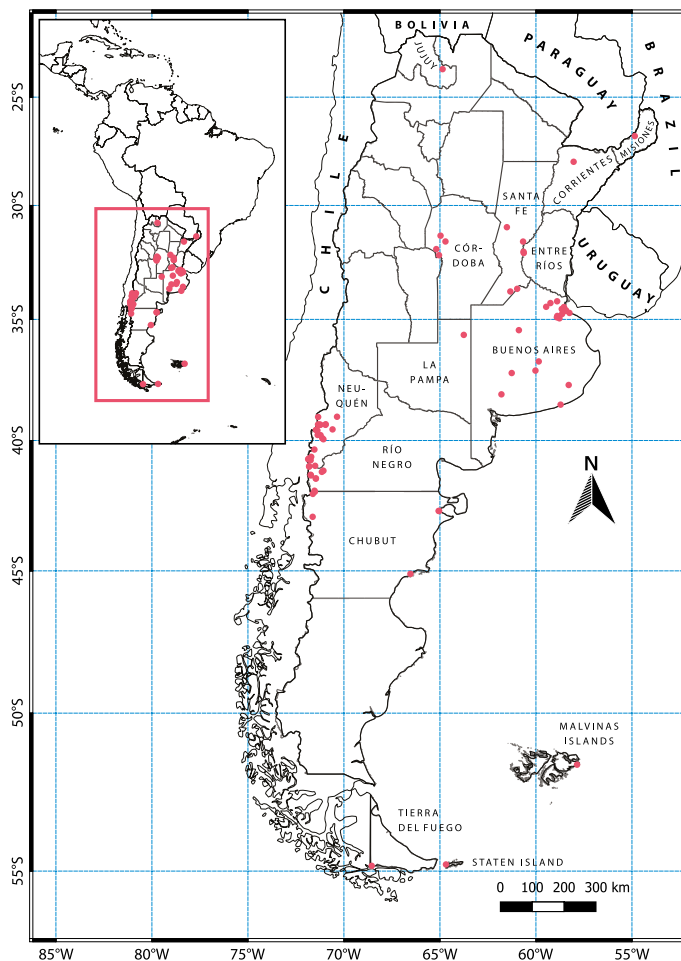 BOLIVIA
PARAGUAY
BRAZIL
JUJUY
25°S
MISIONES
CORRIENTES
CHILE
SANTA
FE
30°S
CÓR-
DOBA
ENTRE
RÍOS
URUGUAY
35°S
BUENOS AIRES
LA
PAMPA
NEU-
QUÉN
40°S
RÍO
NEGRO
N
CHUBUT
45°S
50°S
MALVINAS
ISLANDS
TIERRA
DEL FUEGO
STATEN ISLAND
55°S
0 100 200 300 km
85°W 80°W 75°W 70°W 65°W 60°W 55°W